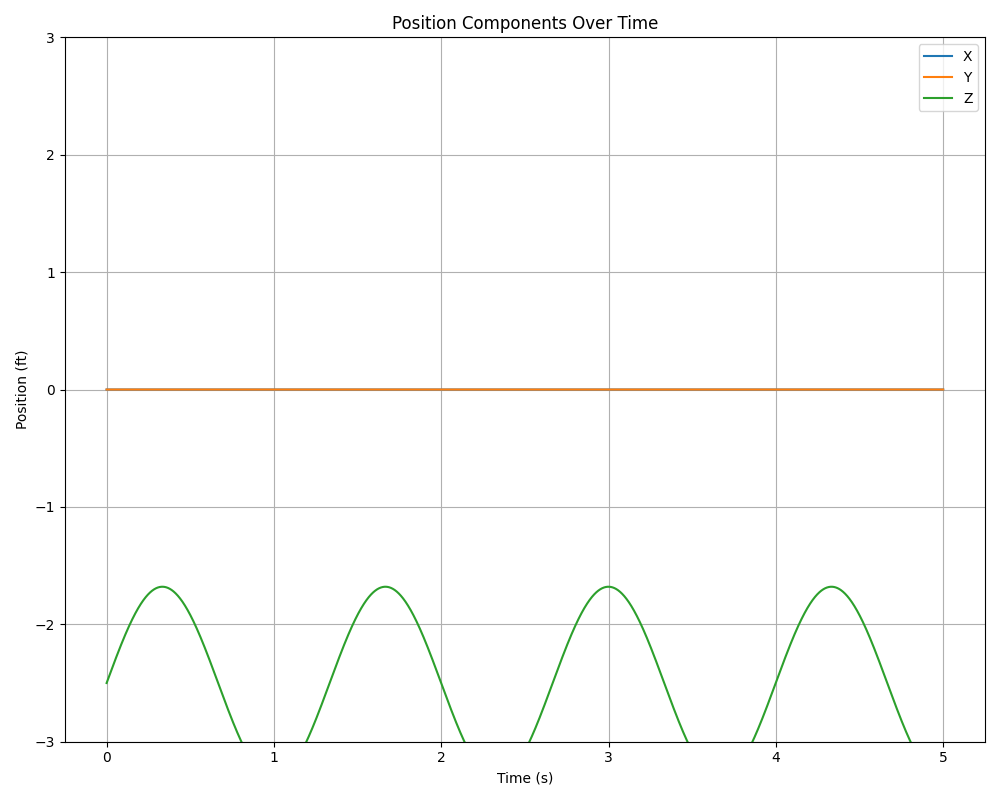 Position Components Over Time
X
Y
Z
3
2
1
0
−1
−2
−3
Position (ft)
0 1 2 3 4 5
Time (s)